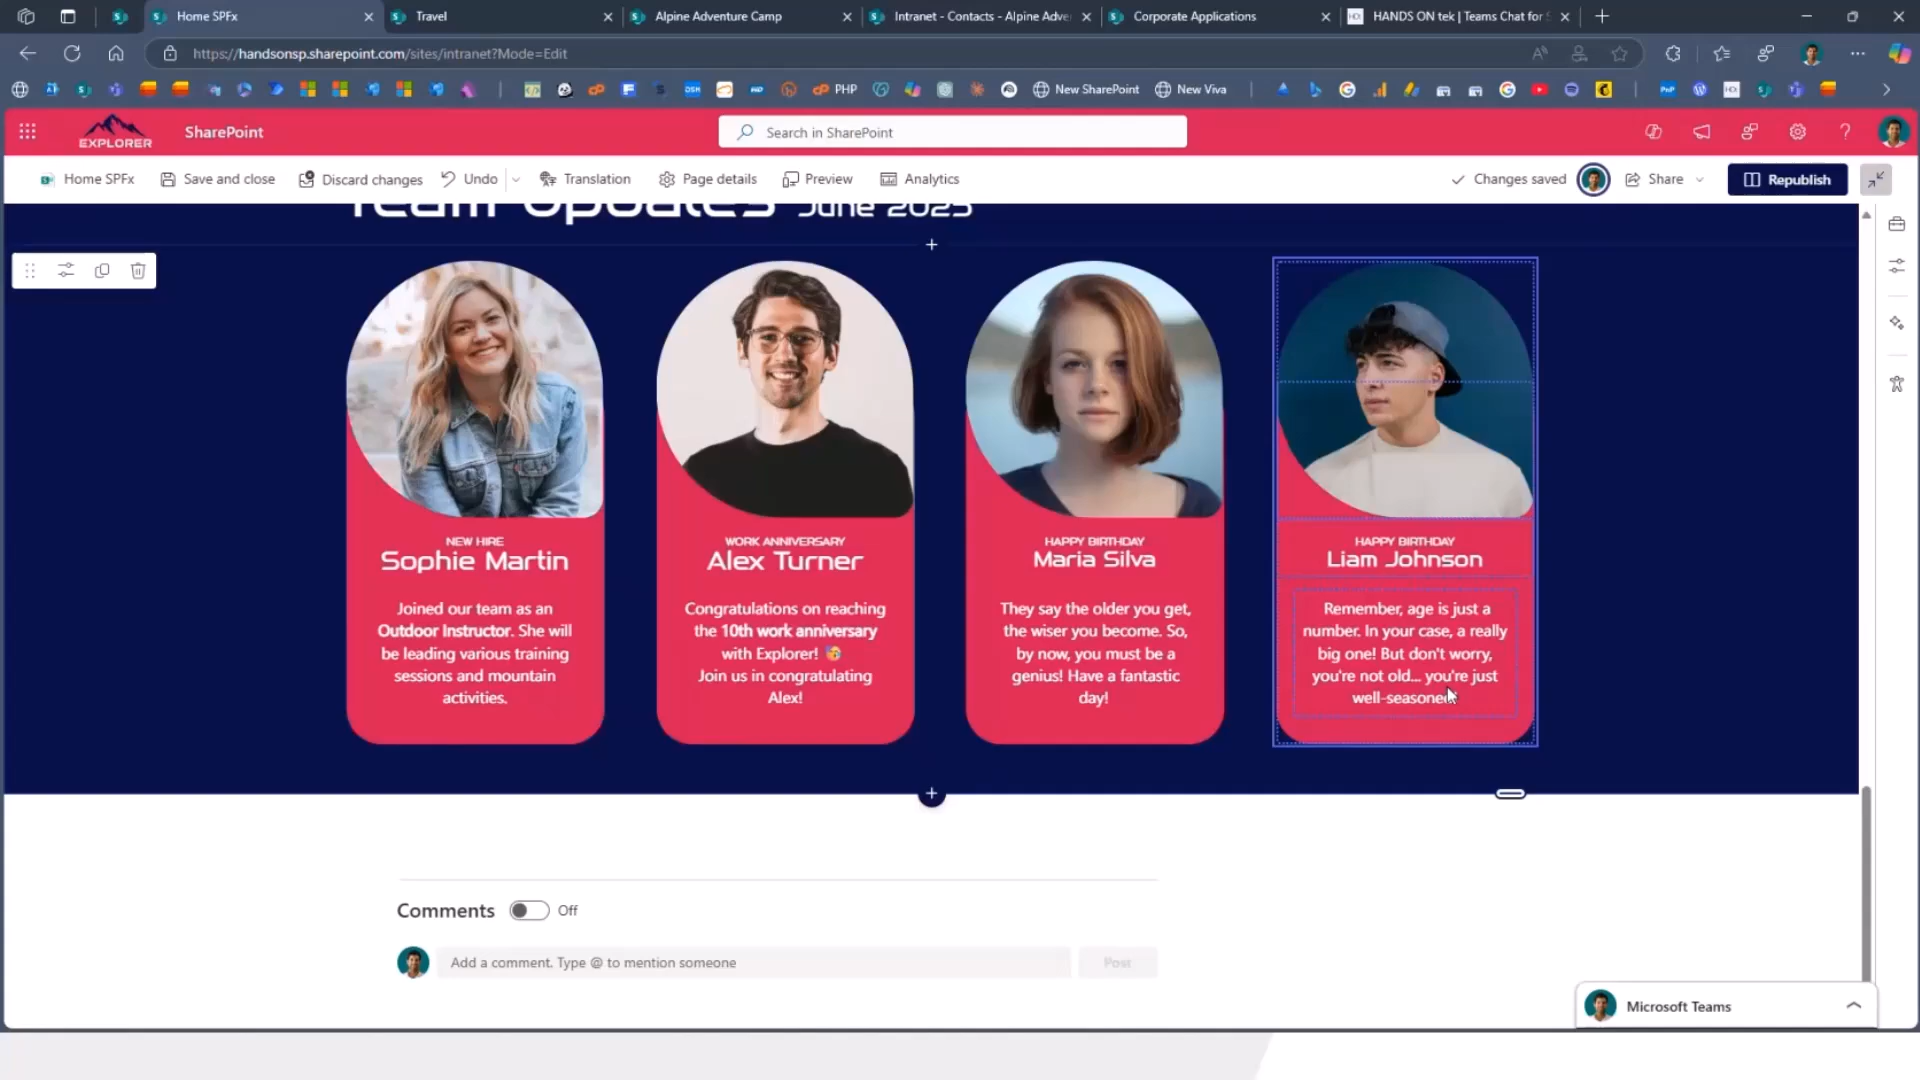 Home SPFx
Travel
Alpine Adventure Camp
Intranet - Contacts - Alpine Adve
Corporate Applications
HANDS ON tek | Teams Chat for S
https://handsonsp.sharepoint.com/sites/intranet?Mode=Edit
PHP
New SharePoint
New Viva
EXPLORER
SharePoint
Search in SharePoint
Home SPFx
Save and close
Discard changes
Undo
Translation
Page details
Preview
Analytics
Changes saved
Share
Republish
Team Updates June 2025
NEW HIRE
Sophie Martin
Joined our team as an
Outdoor Instructor. She will
be leading various training
sessions and mountain
activities.
WORK ANNIVERSARY
Alex Turner
Congratulations on reaching
the 10th work anniversary
with Explorer! 🥳
Join us in congratulating
Alex!
HAPPY BIRTHDAY
Maria Silva
They say the older you get,
the wiser you become. So,
by now, you must be a
genius! Have a fantastic
day!
HAPPY BIRTHDAY
Liam Johnson
Remember, age is just a
number. In your case, a really
big one! But don't worry,
you're not old... you're just
well-seasoned
Comments
Off
Add a comment. Type @ to mention someone
Post
Microsoft Teams